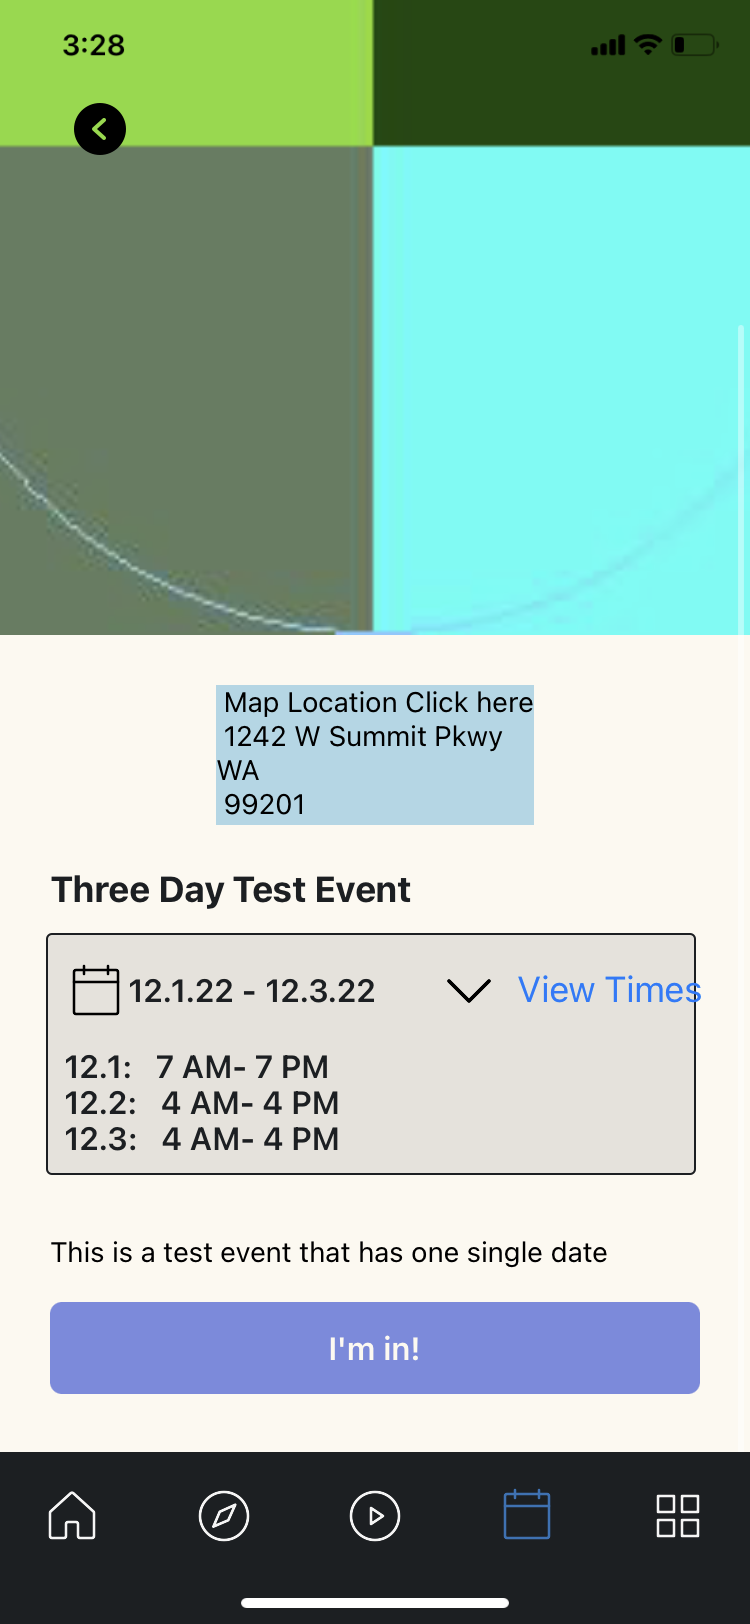 3:28
Map Location Click here
1242 W Summit Pkwy
WA
99201
Three Day Test Event
12.1.22 - 12.3.22 View Times
12.1: 7 AM- 7 PM
12.2: 4 AM- 4 PM
12.3: 4 AM- 4 PM
This is a test event that has one single date
I'm in!